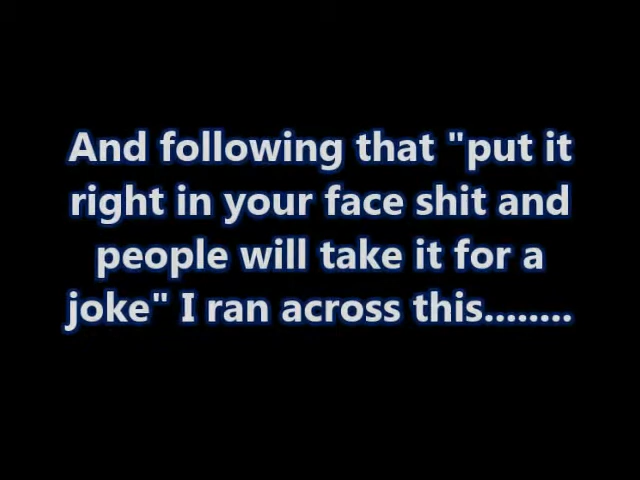 And following that "put it
right in your face shit and
people will take it for a
joke" I ran across this........